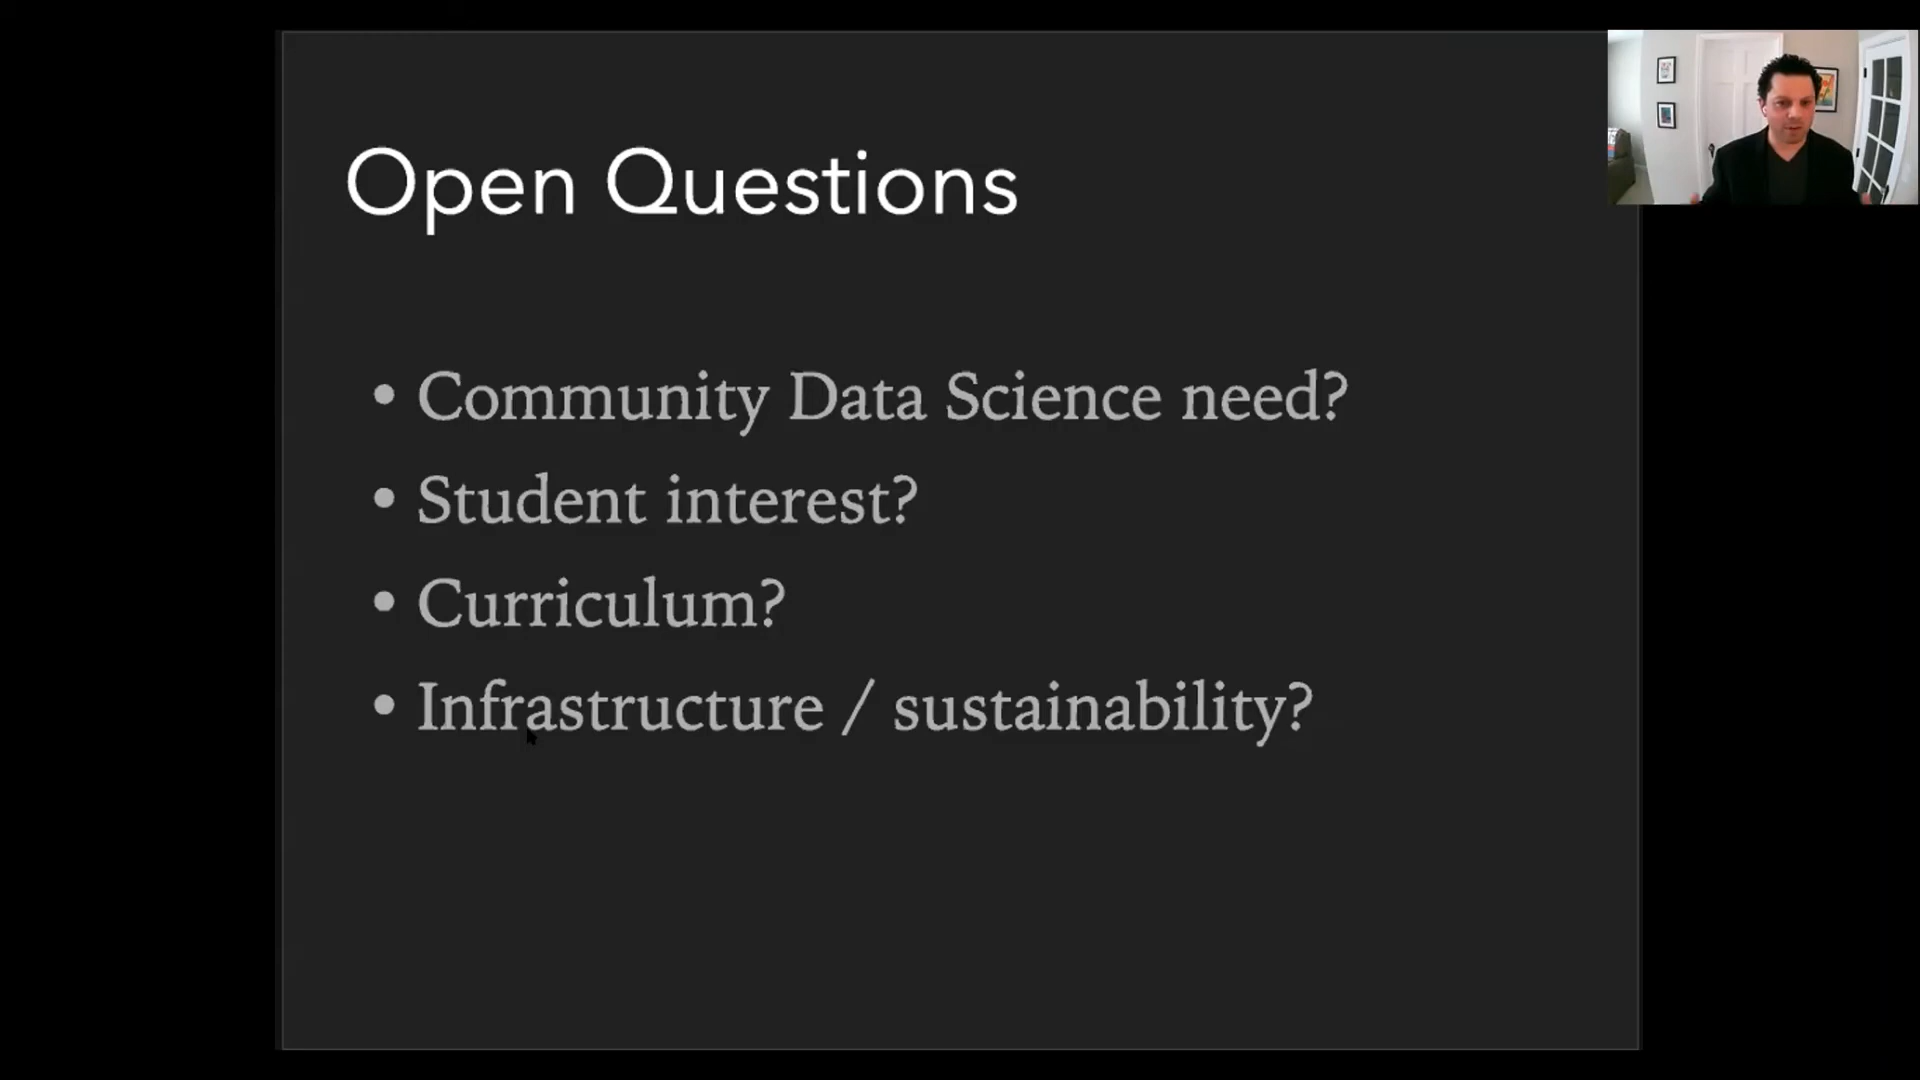 Open Questions
• Community Data Science need?
• Student interest?
• Curriculum?
• Infrastructure / sustainability?